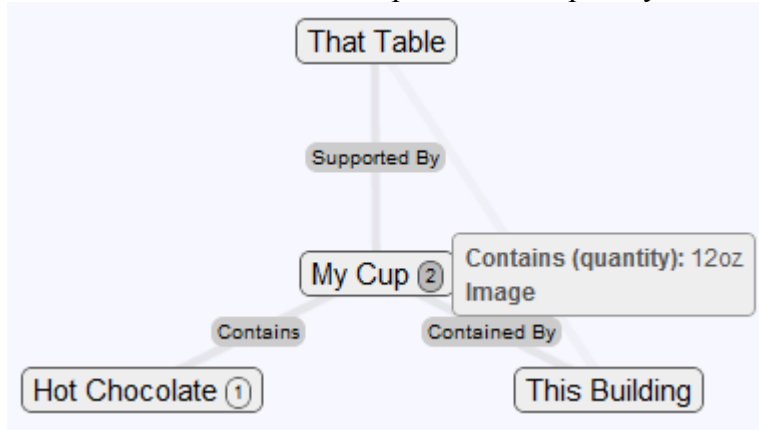 That Table
Supported By
My Cup 2
Contains (quantity): 12oz
Image
Contains
Contained By
Hot Chocolate 1
This Building